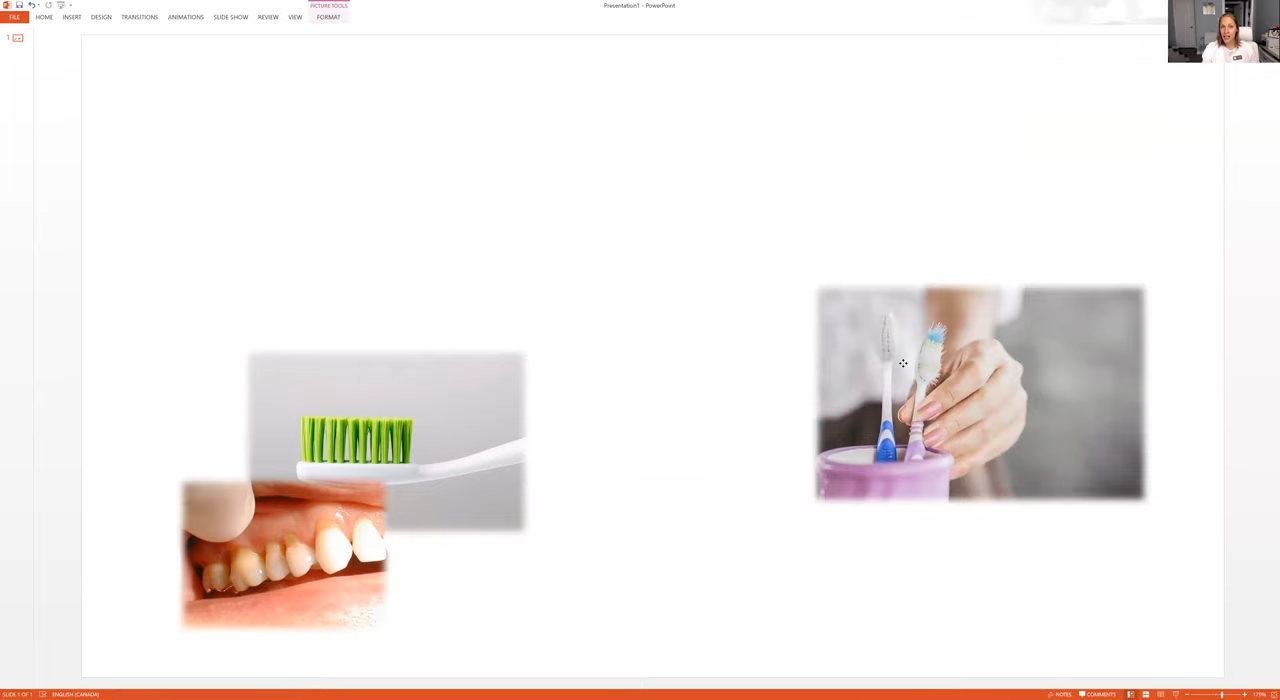 PICTURE TOOLS
Presentation1 - PowerPoint
FILE HOME INSERT DESIGN TRANSITIONS ANIMATIONS SLIDE SHOW REVIEW VIEW FORMAT
1
SLIDE 1 OF 1 ENGLISH (CANADA) NOTES COMMENTS 179%